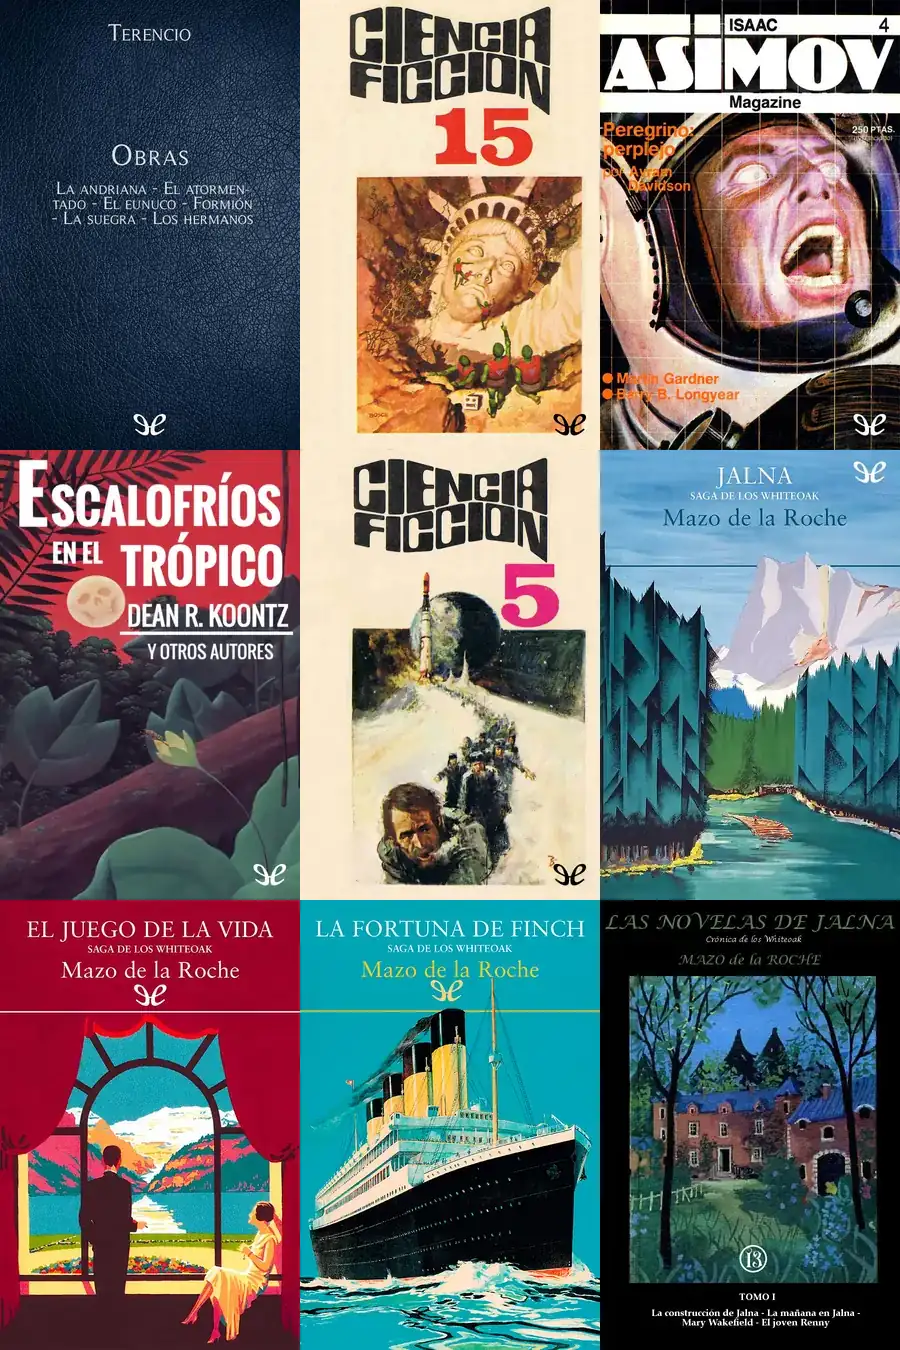 TERENCIO
OBRAS
LA ANDRIANA - EL ATORMEN-
TADO - EL EUNUCO - FORMIÓN
- LA SUEGRA - LOS HERMANOS
CIENCIA
FICCION
15
ISAAC
4
ASIMOV
Magazine
Peregrino:
perplejo
por Avram
Davidson
250 PTAS.
Martin Gardner
Barry B. Longyear
ESCALOFRÍOS
EN EL TRÓPICO
DEAN R. KOONTZ
Y OTROS AUTORES
CIENCIA
FICCION
5
JALNA
SAGA DE LOS WHITEOAK
Mazo de la Roche
EL JUEGO DE LA VIDA
SAGA DE LOS WHITEOAK
Mazo de la Roche
LA FORTUNA DE FINCH
SAGA DE LOS WHITEOAK
Mazo de la Roche
LAS NOVELAS DE JALNA
Crónica de los Whiteoak
MAZO de la ROCHE
13
TOMO I
La construcción de Jalna - La mañana en Jalna -
Mary Wakefield - El joven Renny